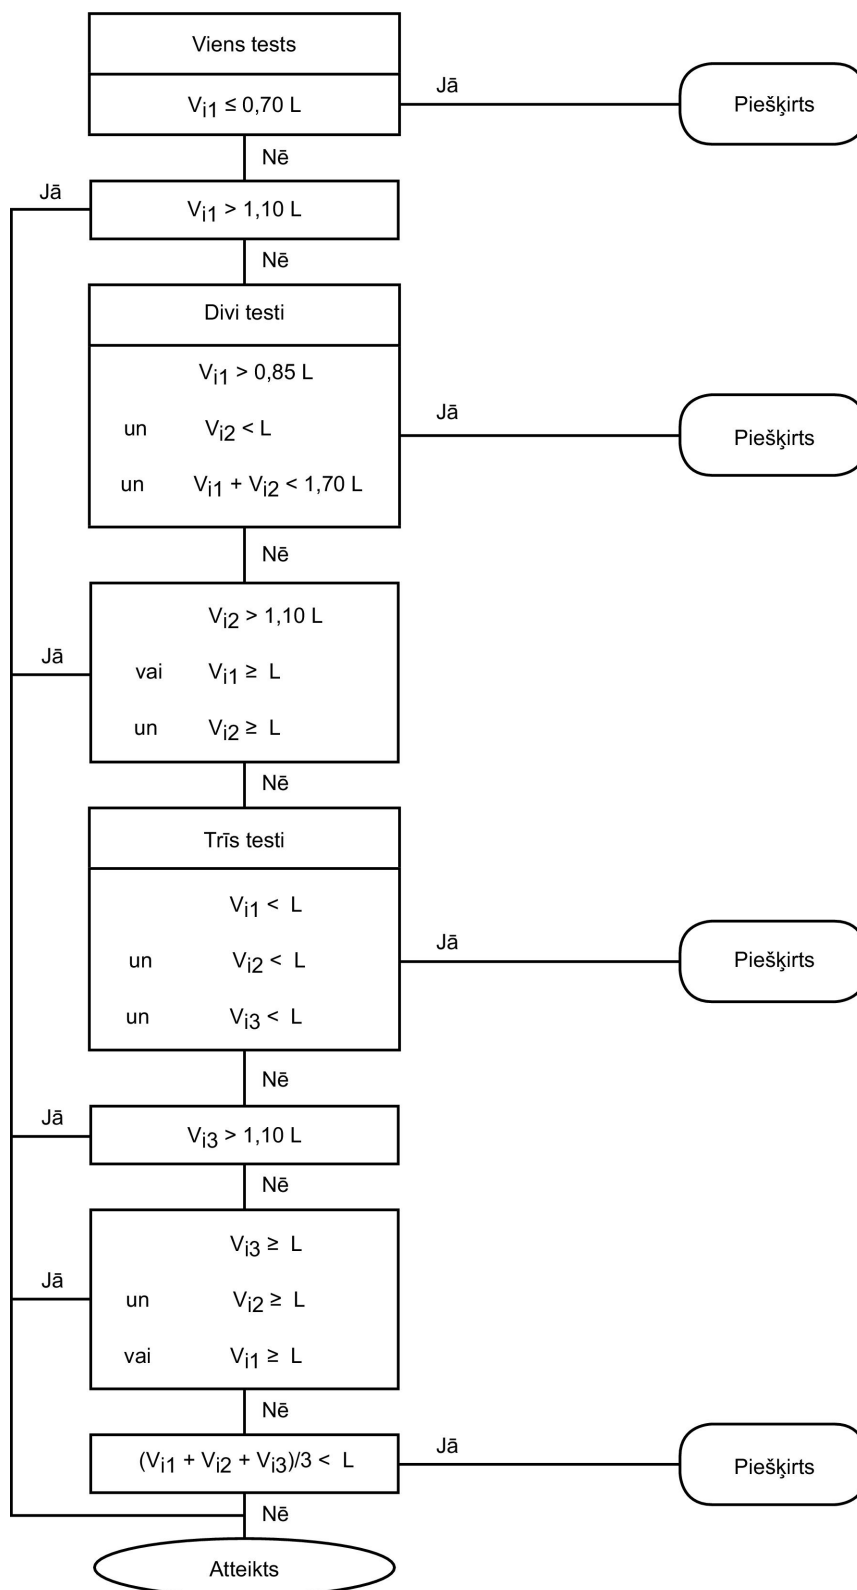 Viens tests
Vi1 ≤ 0,70 L
Jā
Piešķirts
Nē
Jā
Vi1 > 1,10 L
Nē
Divi testi
Vi1 > 0,85 L
un Vi2 < L
un Vi1 + Vi2 < 1,70 L
Jā
Piešķirts
Nē
Vi2 > 1,10 L
Jā
vai Vi1 ≥ L
un Vi2 ≥ L
Nē
Trīs testi
Vi1 < L
un Vi2 < L
un Vi3 < L
Jā
Piešķirts
Nē
Jā
Vi3 > 1,10 L
Nē
Vi3 ≥ L
Jā
un Vi2 ≥ L
vai Vi1 ≥ L
Nē
(Vi1 + Vi2 + Vi3)/3 < L
Jā
Piešķirts
Nē
Atteikts